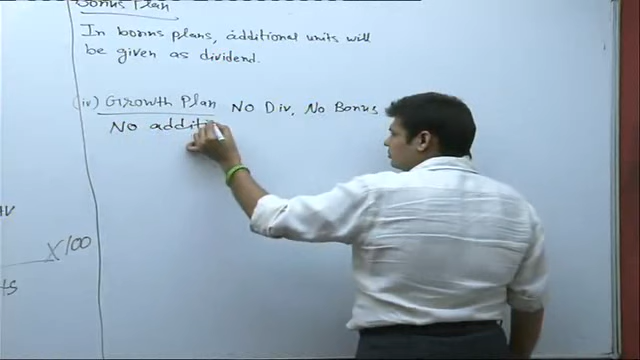 Bonus Plan
In bonus plans, additional units will
be given as dividend.
(iv) Growth Plan No Div, No Bonus
No additi
X100